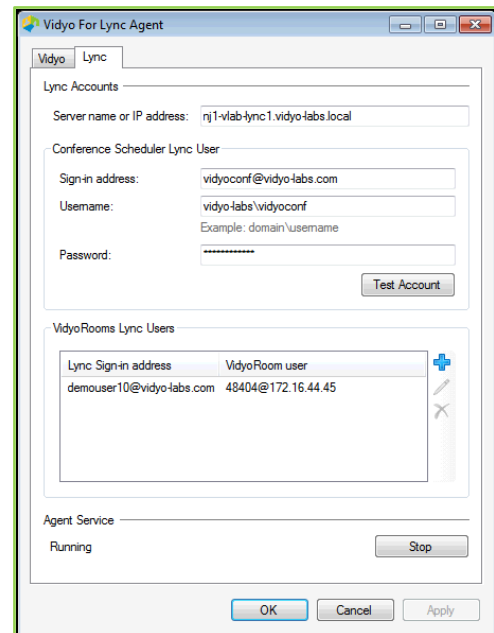 Vidyo For Lync Agent
Vidyo Lync
Lync Accounts
Server name or IP address: nj1-vlab-lync1.vidyo-labs.local
Conference Scheduler Lync User
Sign-in address: vidyoconf@vidyo-labs.com
Username: vidyo-labs\vidyoconf
Example: domain\username
Password: ************
Test Account
VidyoRooms Lync Users
Lync Sign-in address VidyoRoom user
demouser10@vidyo-labs.com 48404@172.16.44.45
Agent Service
Running Stop
OK Cancel Apply